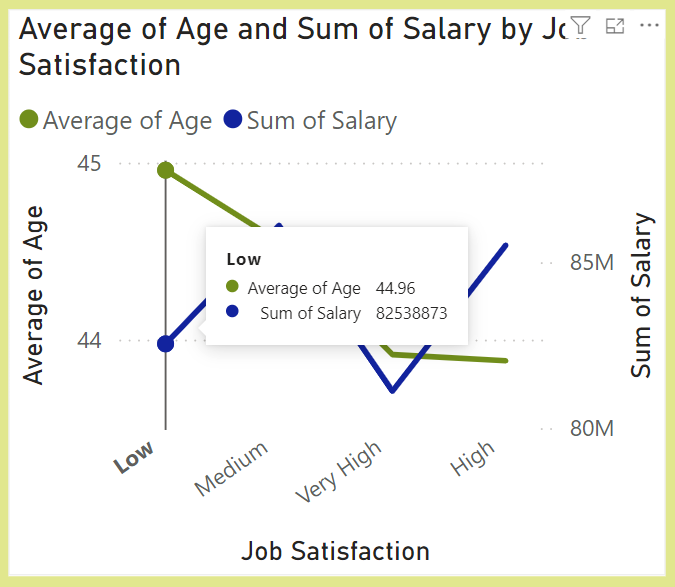 Average of Age and Sum of Salary by
Satisfaction
Average of Age Sum of Salary
45
44
Average of Age
85M
80M
Sum of Salary
Low
Average of Age 44.96
Sum of Salary 82538873
Low Medium Very High High
Job Satisfaction